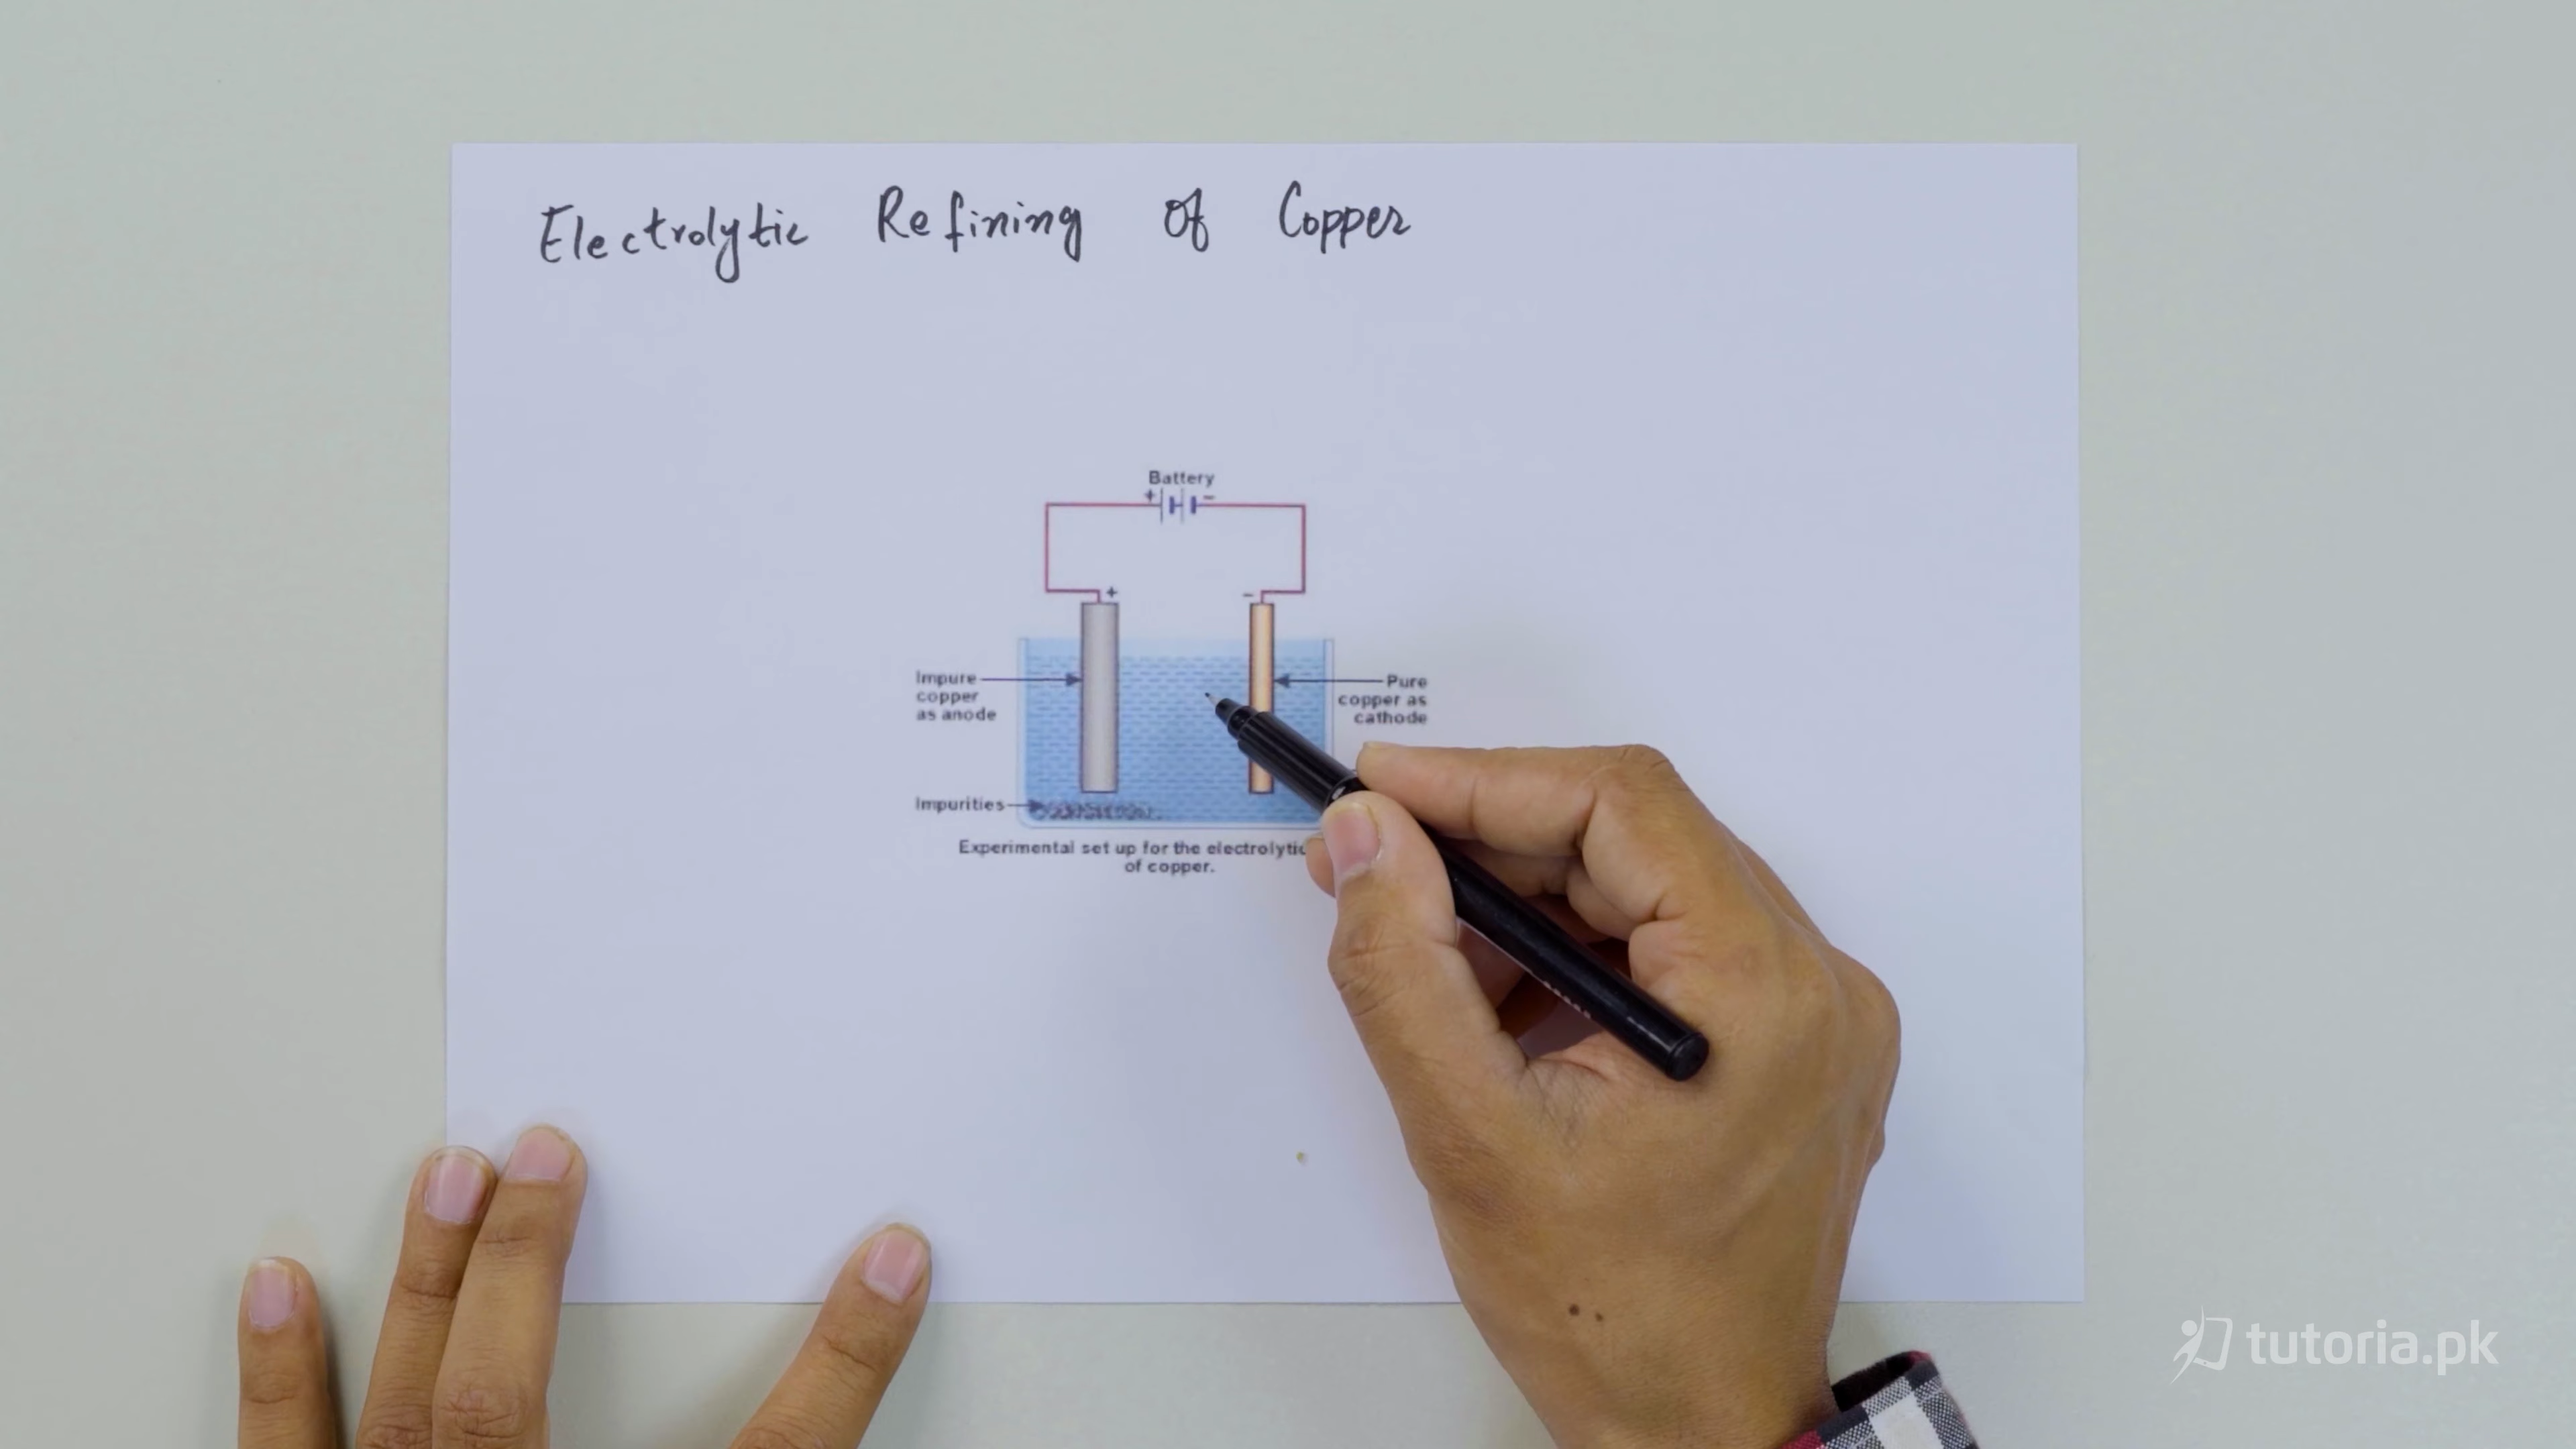 Electrolytic Refining of Copper
Battery
+ −
+ −
Impure
copper
as anode
Pure
copper as
cathode
Impurities
Experimental set up for the electrolytic
of copper.
tutoria.pk